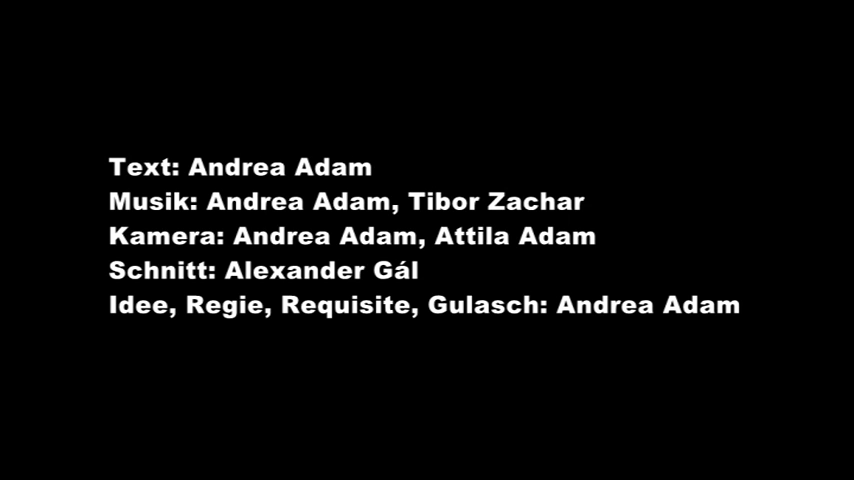 Text: Andrea Adam
Musik: Andrea Adam, Tibor Zachar
Kamera: Andrea Adam, Attila Adam
Schnitt: Alexander Gál
Idee, Regie, Requisite, Gulasch: Andrea Adam